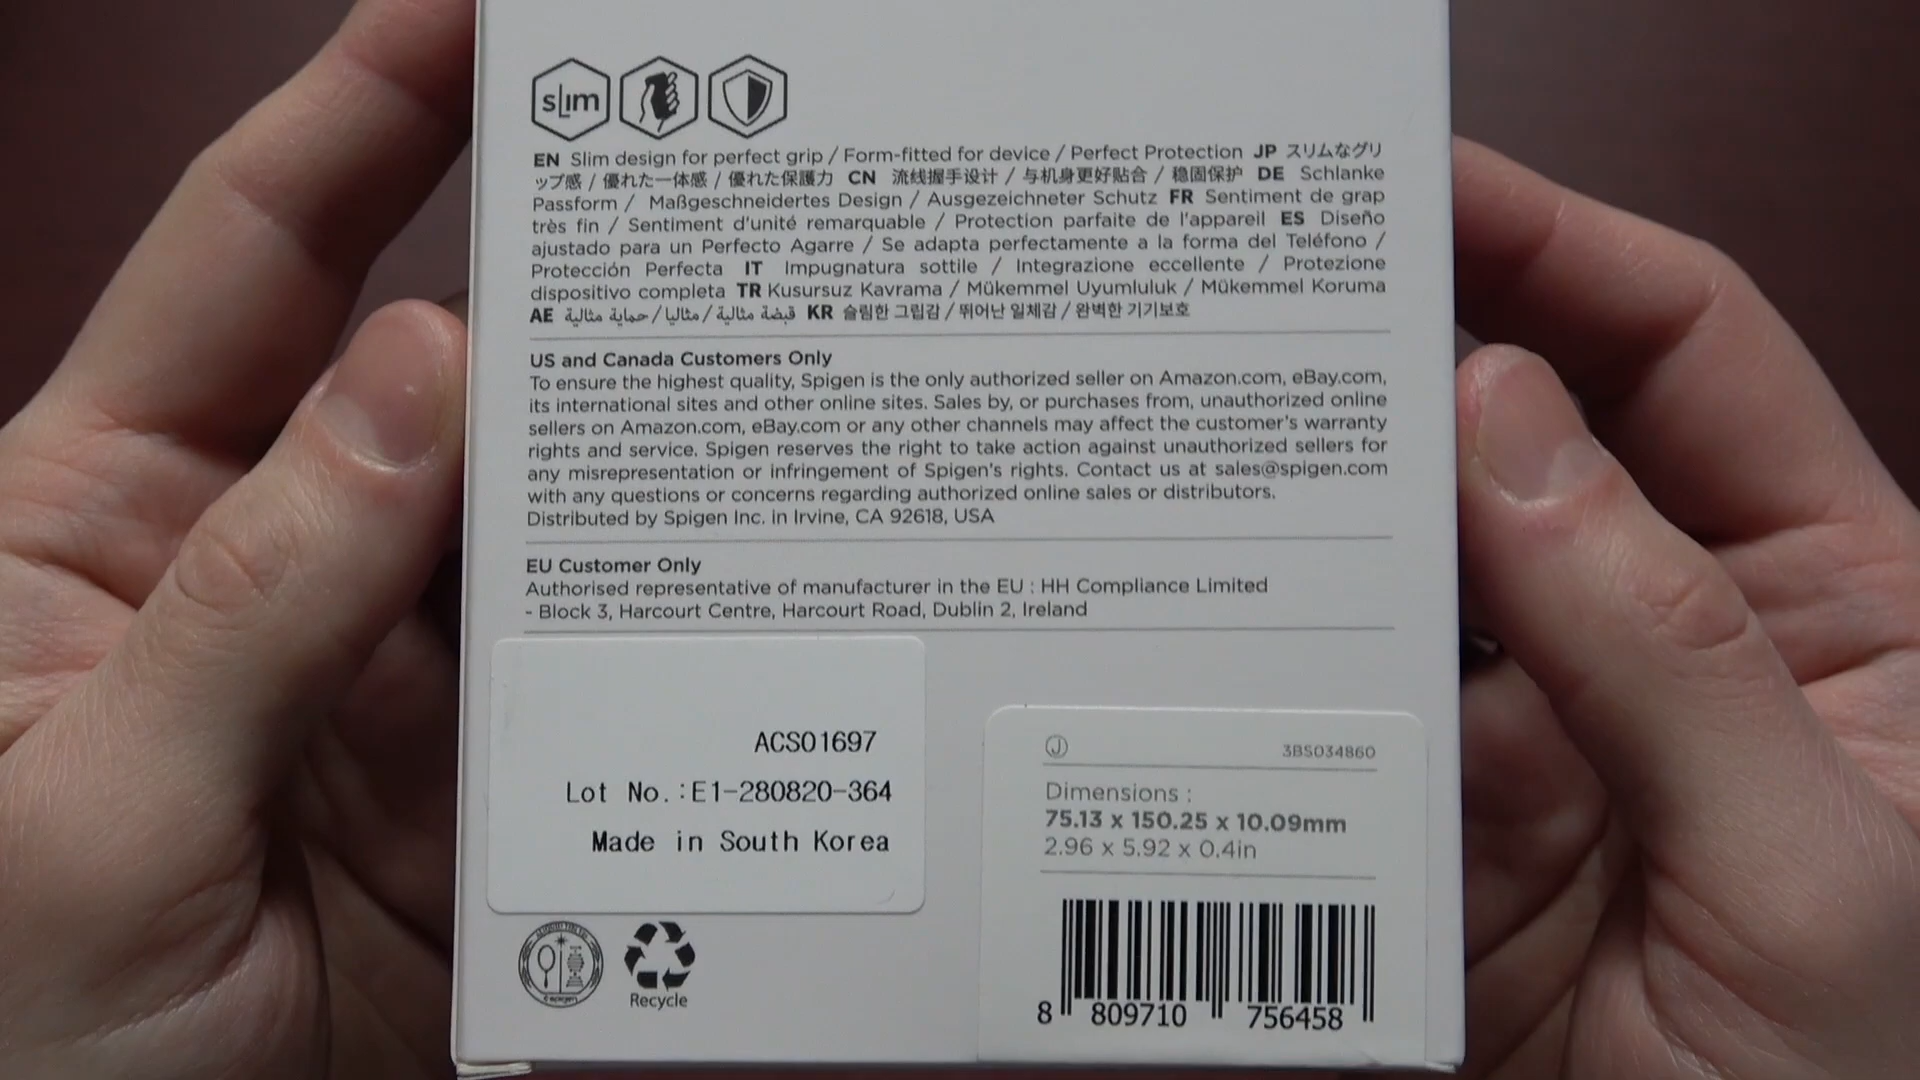 sLim
EN Slim design for perfect grip / Form-fitted for device / Perfect Protection JP スリムなグリ
ップ感 / 優れた一体感 / 優れた保護力 CN 流线握手设计 / 与机身更好贴合 / 稳固保护 DE Schlanke
Passform / Maßgeschneidertes Design / Ausgezeichneter Schutz FR Sentiment de grap
très fin / Sentiment d'unité remarquable / Protection parfaite de l'appareil ES Diseño
ajustado para un Perfecto Agarre / Se adapta perfectamente a la forma del Teléfono /
Protección Perfecta IT Impugnatura sottile / Integrazione eccellente / Protezione
dispositivo completa TR Kusursuz Kavrama / Mükemmel Uyumluluk / Mükemmel Koruma
AE قبضة مثالية / مثاليا / حماية مثالية KR 슬림한 그립감 / 뛰어난 일체감 / 완벽한 기기보호
US and Canada Customers Only
To ensure the highest quality, Spigen is the only authorized seller on Amazon.com, eBay.com,
its international sites and other online sites. Sales by, or purchases from, unauthorized online
sellers on Amazon.com, eBay.com or any other channels may affect the customer's warranty
rights and service. Spigen reserves the right to take action against unauthorized sellers for
any misrepresentation or infringement of Spigen's rights. Contact us at sales@spigen.com
with any questions or concerns regarding authorized online sales or distributors.
Distributed by Spigen Inc. in Irvine, CA 92618, USA
EU Customer Only
Authorised representative of manufacturer in the EU : HH Compliance Limited
- Block 3, Harcourt Centre, Harcourt Road, Dublin 2, Ireland
ACS01697
Lot No.:E1-280820-364
Made in South Korea
J
3BS034860
Dimensions :
75.13 x 150.25 x 10.09mm
2.96 x 5.92 x 0.4in
spigen
Recycle
8 809710 756458